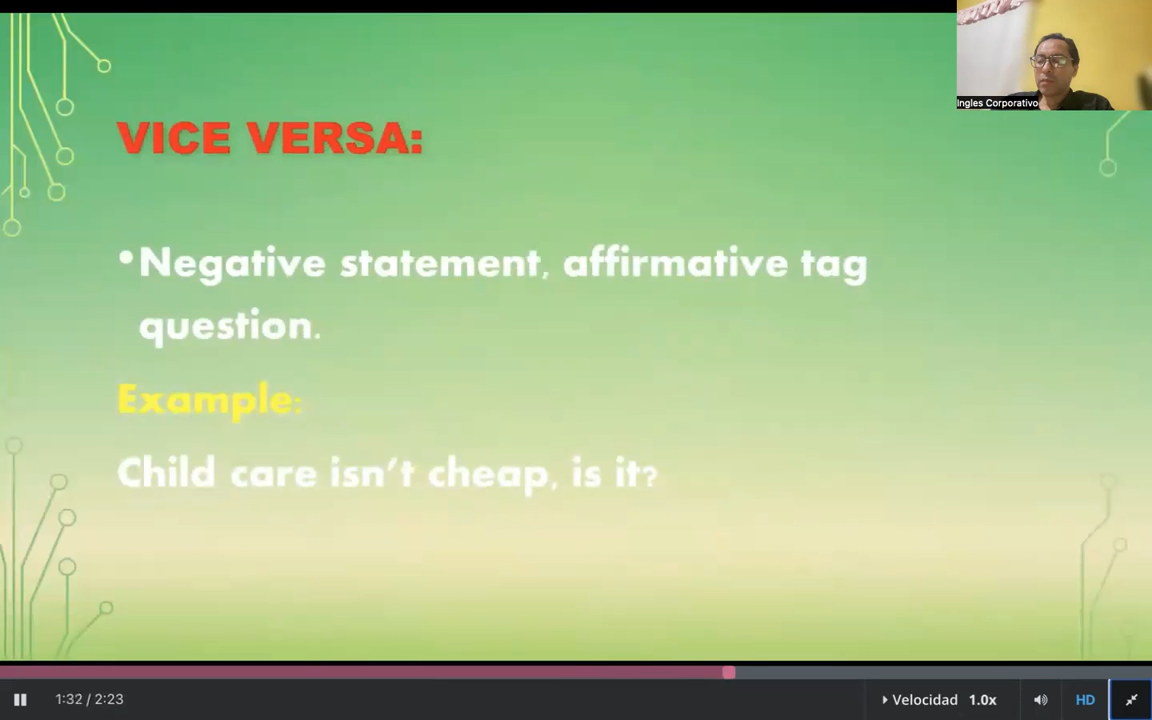 Ingles Corporativo
VICE VERSA:
•Negative statement, affirmative tag
question.
Example:
Child care isn't cheap, is it?
1:32 / 2:23
Velocidad 1.0x
HD